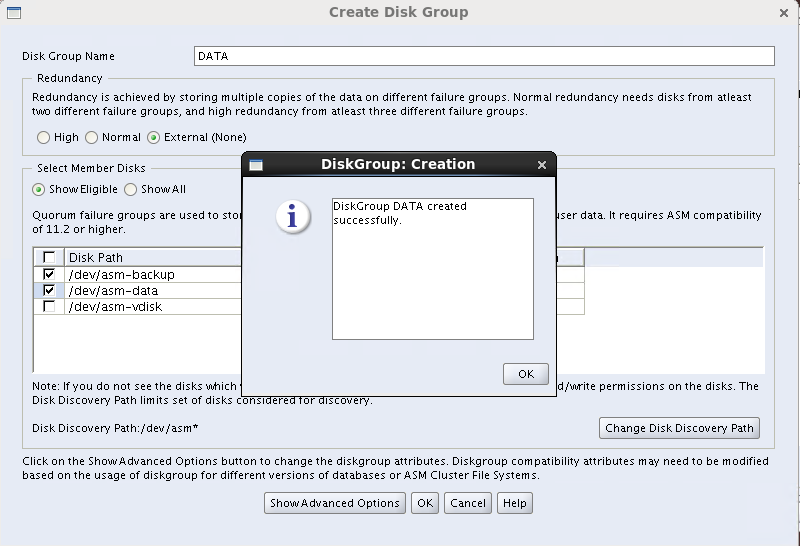 Create Disk Group
Disk Group Name
DATA
Redundancy
Redundancy is achieved by storing multiple copies of the data on different failure groups. Normal redundancy needs disks from atleast
two different failure groups, and high redundancy from atleast three different failure groups.
High Normal External (None)
Select Member Disks
Show Eligible Show All
Quorum failure groups are used to
user data. It requires ASM compatibility
of 11.2 or higher.
Disk Path
/dev/asm-backup
/dev/asm-data
/dev/asm-vdisk
DiskGroup: Creation
DiskGroup DATA created
successfully.
OK
Note: If you do not see the disks which
d/write permissions on the disks. The
Disk Discovery Path limits set of disks considered for discovery.
Disk Discovery Path:/dev/asm*
Change Disk Discovery Path
Click on the Show Advanced Options button to change the diskgroup attributes. Diskgroup compatibility attributes may need to be modified
based on the usage of diskgroup for different versions of databases or ASM Cluster File Systems.
Show Advanced Options OK Cancel Help